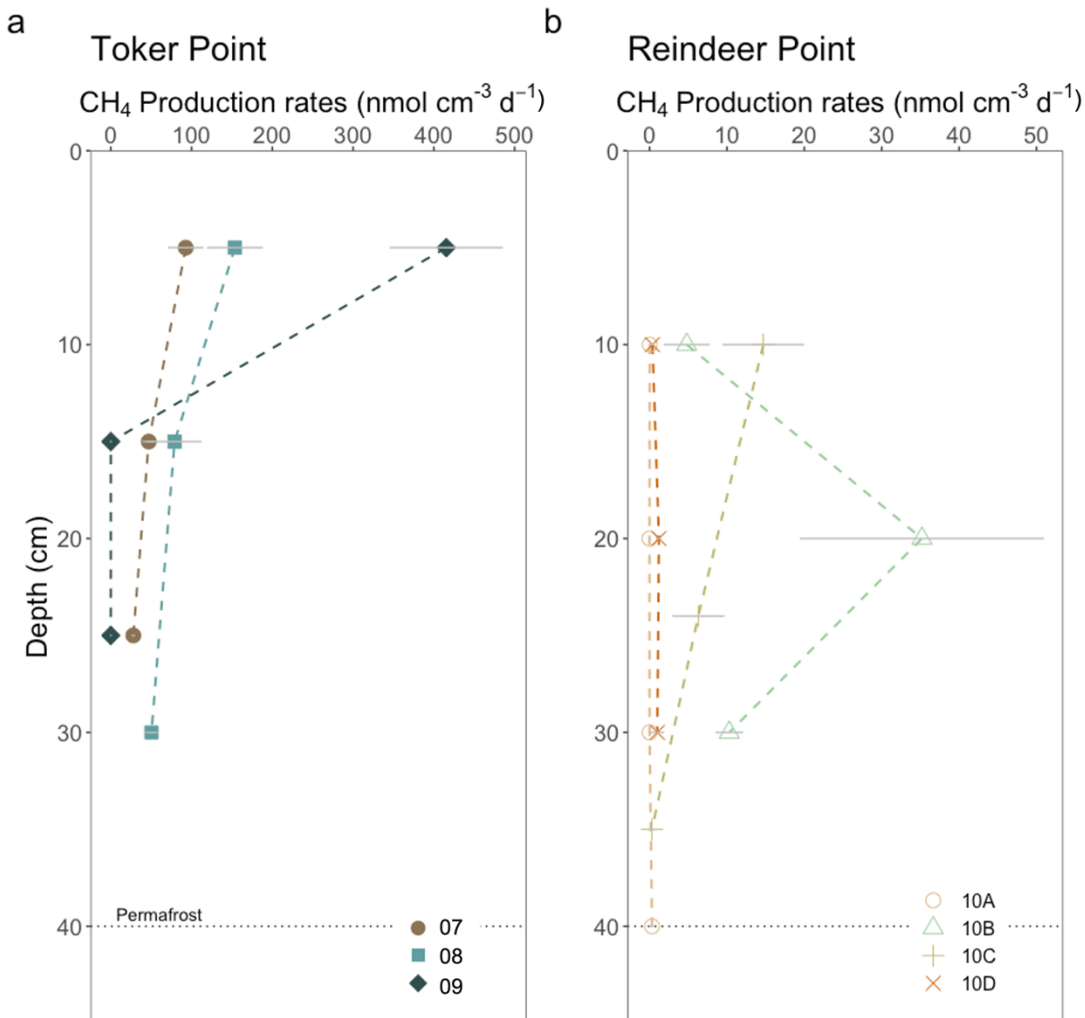 a
Toker Point
CH₄ Production rates (nmol cm⁻³ d⁻¹)
0 100 200 300 400 500
0
10
20
30
40
Depth (cm)
Permafrost
07
08
09
b
Reindeer Point
CH₄ Production rates (nmol cm⁻³ d⁻¹)
0 10 20 30 40 50
0
10
20
30
40
10A
10B
10C
10D